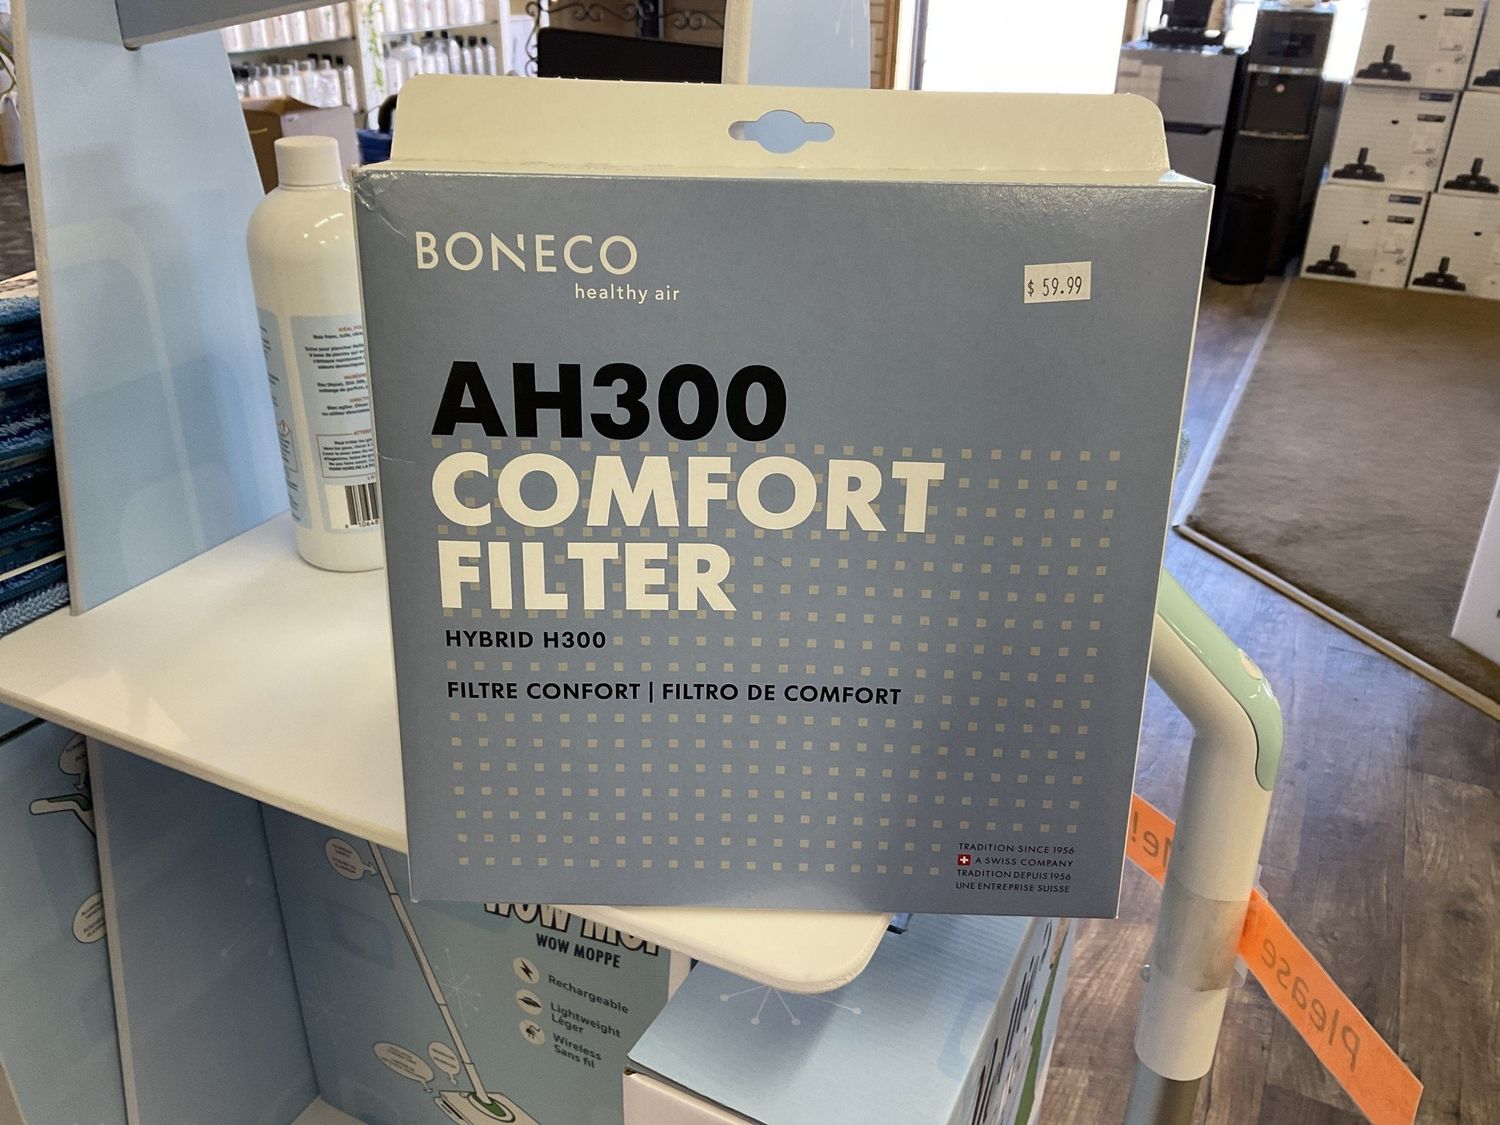 BONECO
healthy air
$ 59.99
AH300
COMFORT
FILTER
HYBRID H300
FILTRE CONFORT | FILTRO DE COMFORT
TRADITION SINCE 1956
A SWISS COMPANY
TRADITION DEPUIS 1956
UNE ENTREPRISE SUISSE
WOW MOPPE
Rechargeable
Lightweight
Léger
Wireless
Sans fil
Please